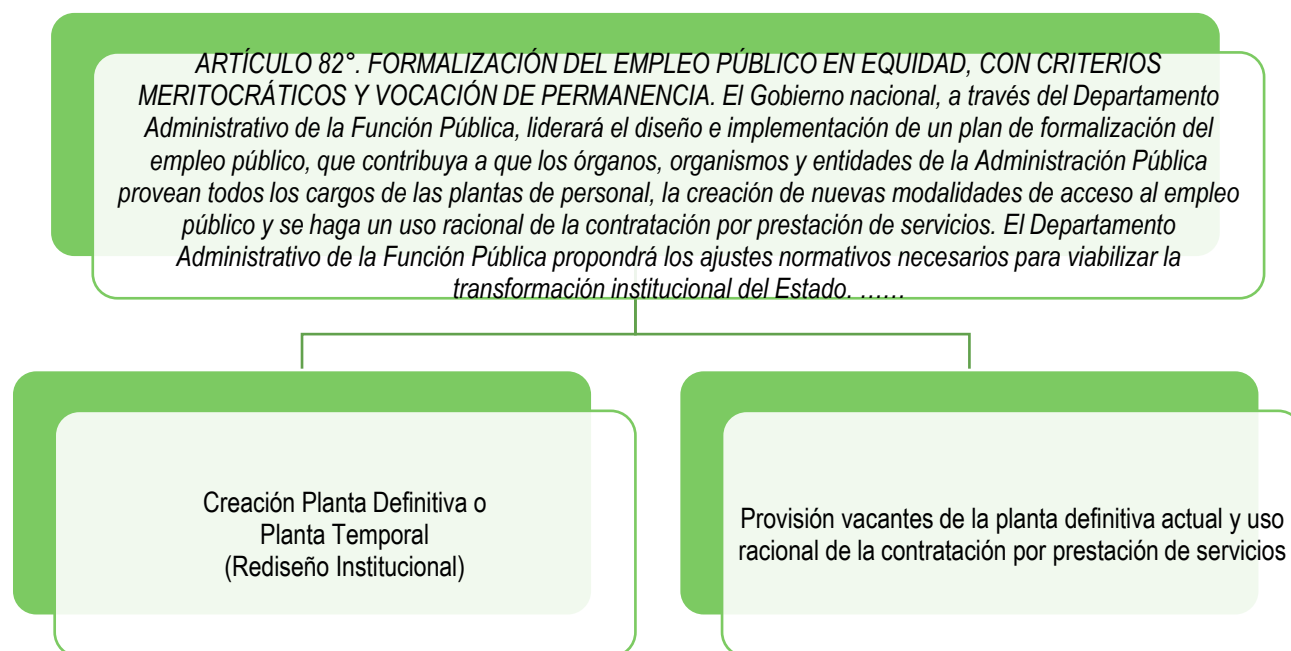 ARTÍCULO 82°. FORMALIZACIÓN DEL EMPLEO PÚBLICO EN EQUIDAD, CON CRITERIOS
MERITOCRÁTICOS Y VOCACIÓN DE PERMANENCIA. El Gobierno nacional, a través del Departamento
Administrativo de la Función Pública, liderará el diseño e implementación de un plan de formalización del
empleo público, que contribuya a que los órganos, organismos y entidades de la Administración Pública
provean todos los cargos de las plantas de personal, la creación de nuevas modalidades de acceso al empleo
público y se haga un uso racional de la contratación por prestación de servicios. El Departamento
Administrativo de la Función Pública propondrá los ajustes normativos necesarios para viabilizar la
transformación institucional del Estado. ……
Creación Planta Definitiva o
Planta Temporal
(Rediseño Institucional)
Provisión vacantes de la planta definitiva actual y uso
racional de la contratación por prestación de servicios